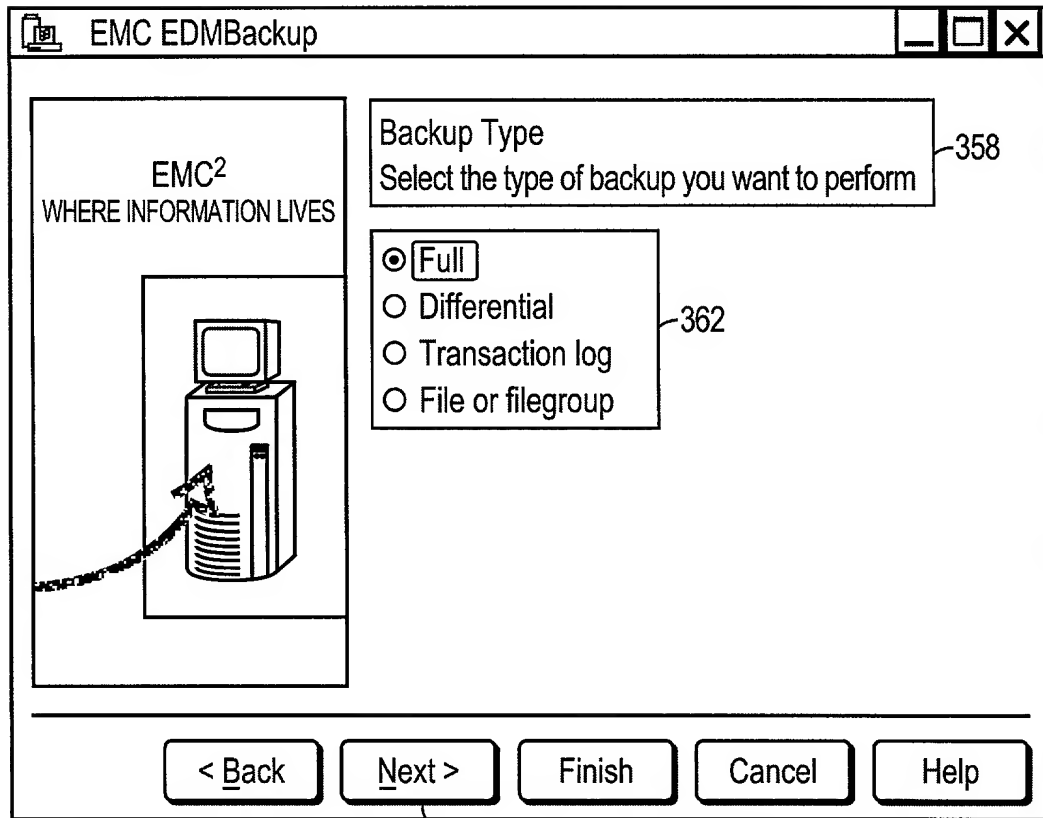 EMC EDMBackup
EMC2
WHERE INFORMATION LIVES
Backup Type
Select the type of backup you want to perform
358
Full
Differential
Transaction log
File or filegroup
362
< Back
Next >
Finish
Cancel
Help